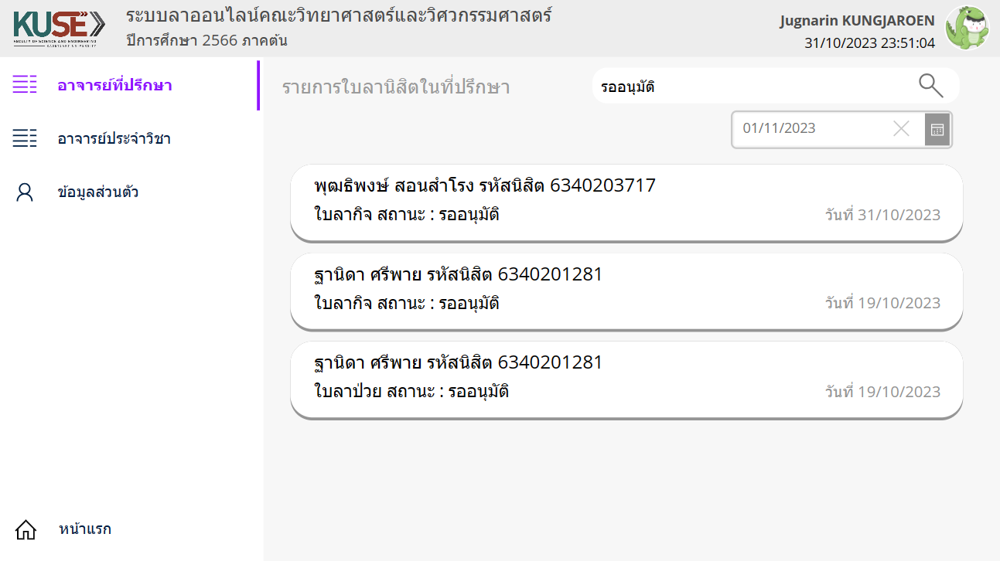 KUSE
FACULTY OF SCIENCE AND ENGINEERING
KASETSART UNIVERSITY
ระบบลาออนไลน์คณะวิทยาศาสตร์และวิศวกรรมศาสตร์
ปีการศึกษา 2566 ภาคต้น
Jugnarin KUNGJAROEN
31/10/2023 23:51:04
อาจารย์ที่ปรึกษา
อาจารย์ประจำวิชา
ข้อมูลส่วนตัว
หน้าแรก
รายการใบลานิสิตในที่ปรึกษา
รออนุมัติ
01/11/2023
พุฒธิพงษ์ สอนสำโรง รหัสนิสิต 6340203717
ใบลากิจ สถานะ : รออนุมัติ
วันที่ 31/10/2023
ฐานิดา ศรีพาย รหัสนิสิต 6340201281
ใบลากิจ สถานะ : รออนุมัติ
วันที่ 19/10/2023
ฐานิดา ศรีพาย รหัสนิสิต 6340201281
ใบลาป่วย สถานะ : รออนุมัติ
วันที่ 19/10/2023